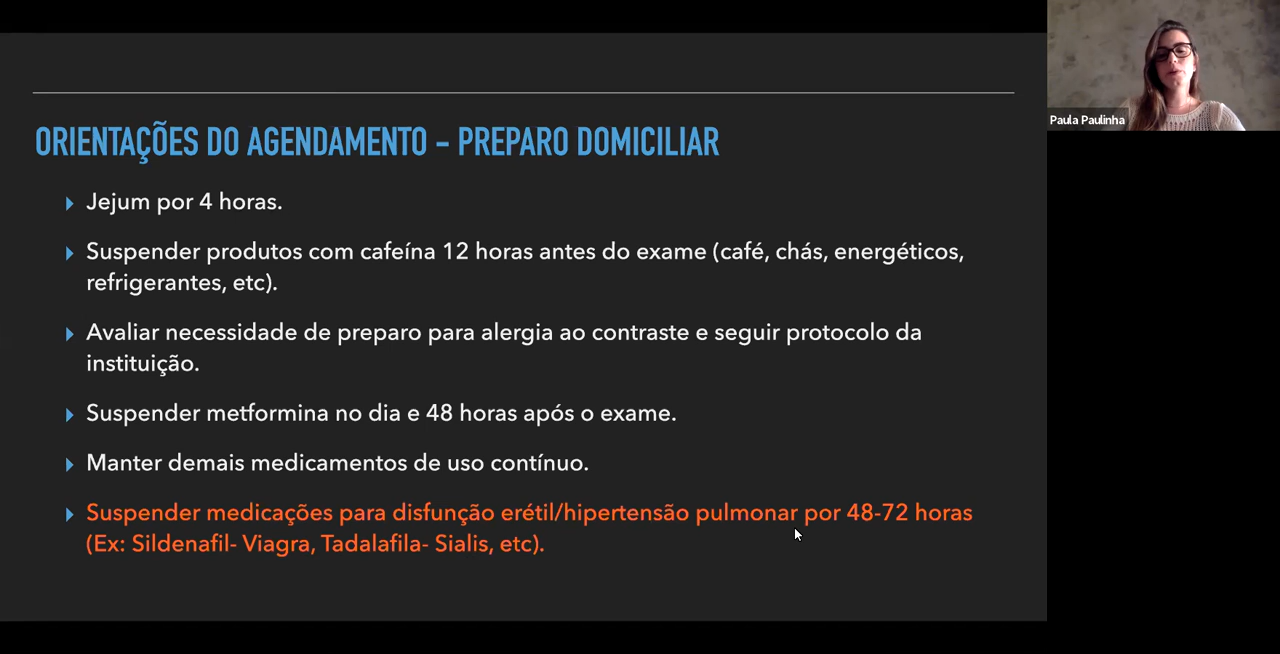 Paula Paulinha
ORIENTAÇÕES DO AGENDAMENTO – PREPARO DOMICILIAR
Jejum por 4 horas.
Suspender produtos com cafeína 12 horas antes do exame (café, chás, energéticos,
refrigerantes, etc).
Avaliar necessidade de preparo para alergia ao contraste e seguir protocolo da
instituição.
Suspender metformina no dia e 48 horas após o exame.
Manter demais medicamentos de uso contínuo.
Suspender medicações para disfunção erétil/hipertensão pulmonar por 48-72 horas
(Ex: Sildenafil- Viagra, Tadalafila- Sialis, etc).